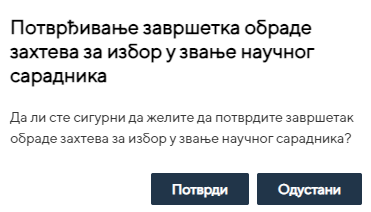 Потврђивање завршетка обраде
захтева за избор у звање научног
сарадника
Да ли сте сигурни да желите да потврдите завршетак
обраде захтева за избор у звање научног сарадника?
Потврди Одустани